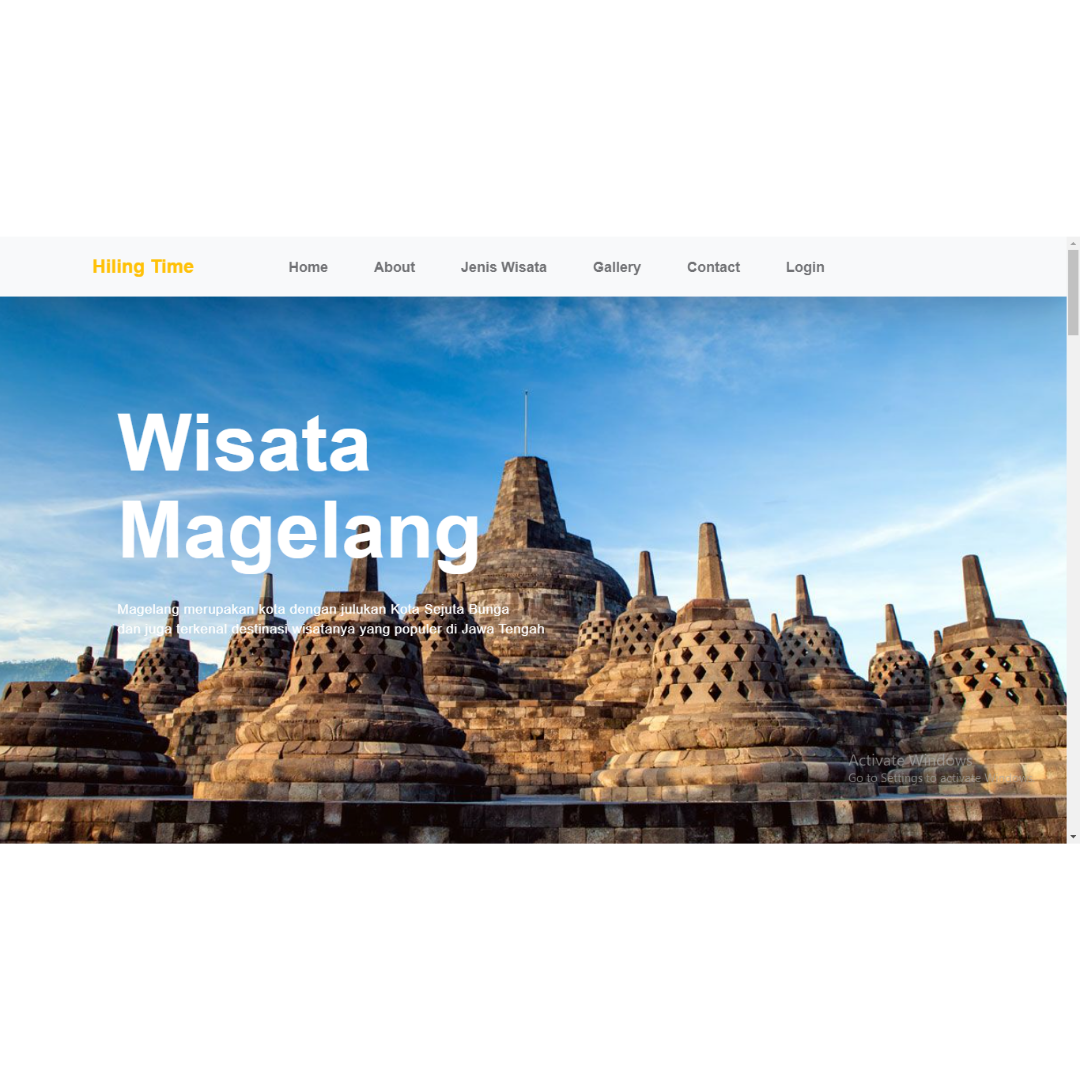 Hiling Time
Home About Jenis Wisata Gallery Contact Login
Wisata
Magelang
Magelang merupakan kota dengan julukan Kota Sejuta Bunga
dan juga terkenal destinasi wisatanya yang populer di Jawa Tengah
Activate Windows
Go to Settings to activate Windows.